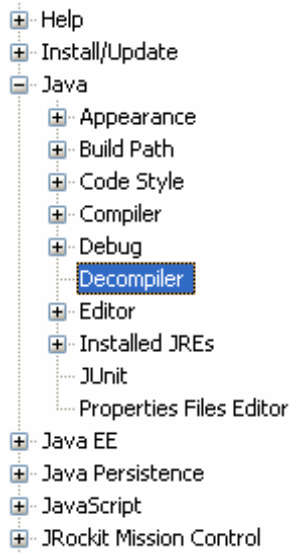 Help
Install/Update
Java
Appearance
Build Path
Code Style
Compiler
Debug
Decompiler
Editor
Installed JREs
JUnit
Properties Files Editor
Java EE
Java Persistence
JavaScript
JRockit Mission Control